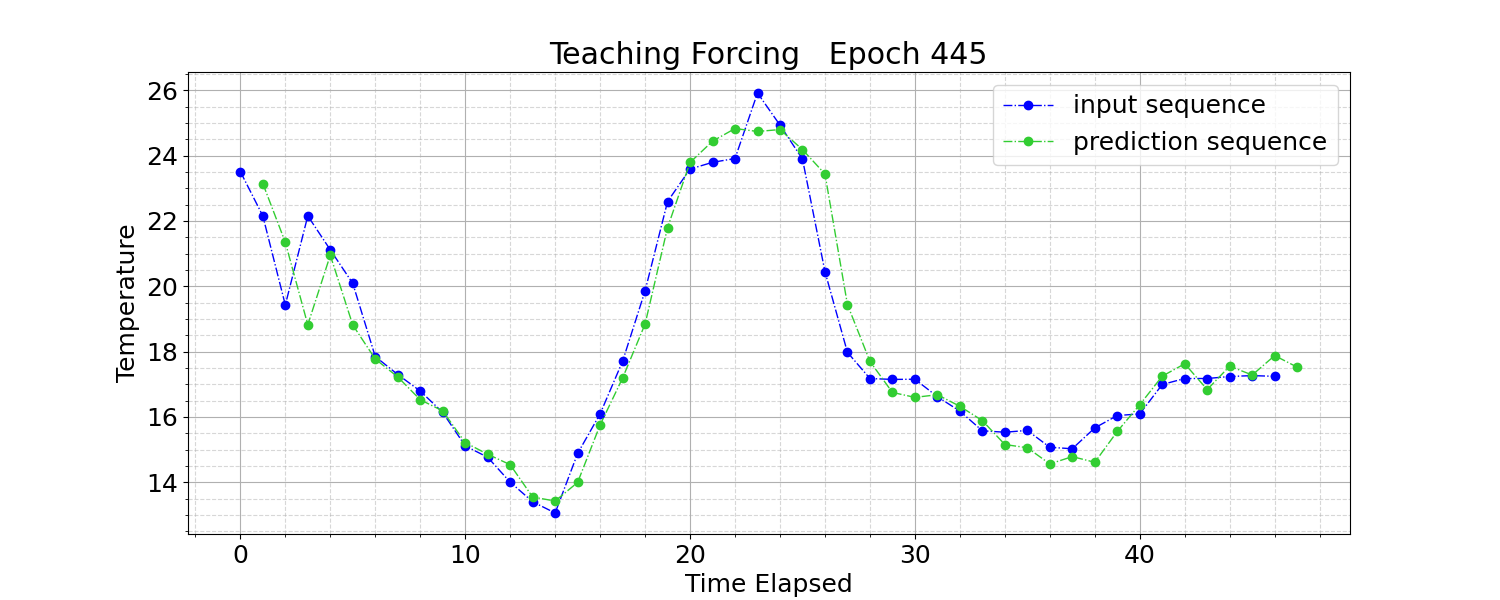 Teaching Forcing   Epoch 445
26
24
22
20
18
16
14
Temperature
input sequence
prediction sequence
0 10 20 30 40
Time Elapsed